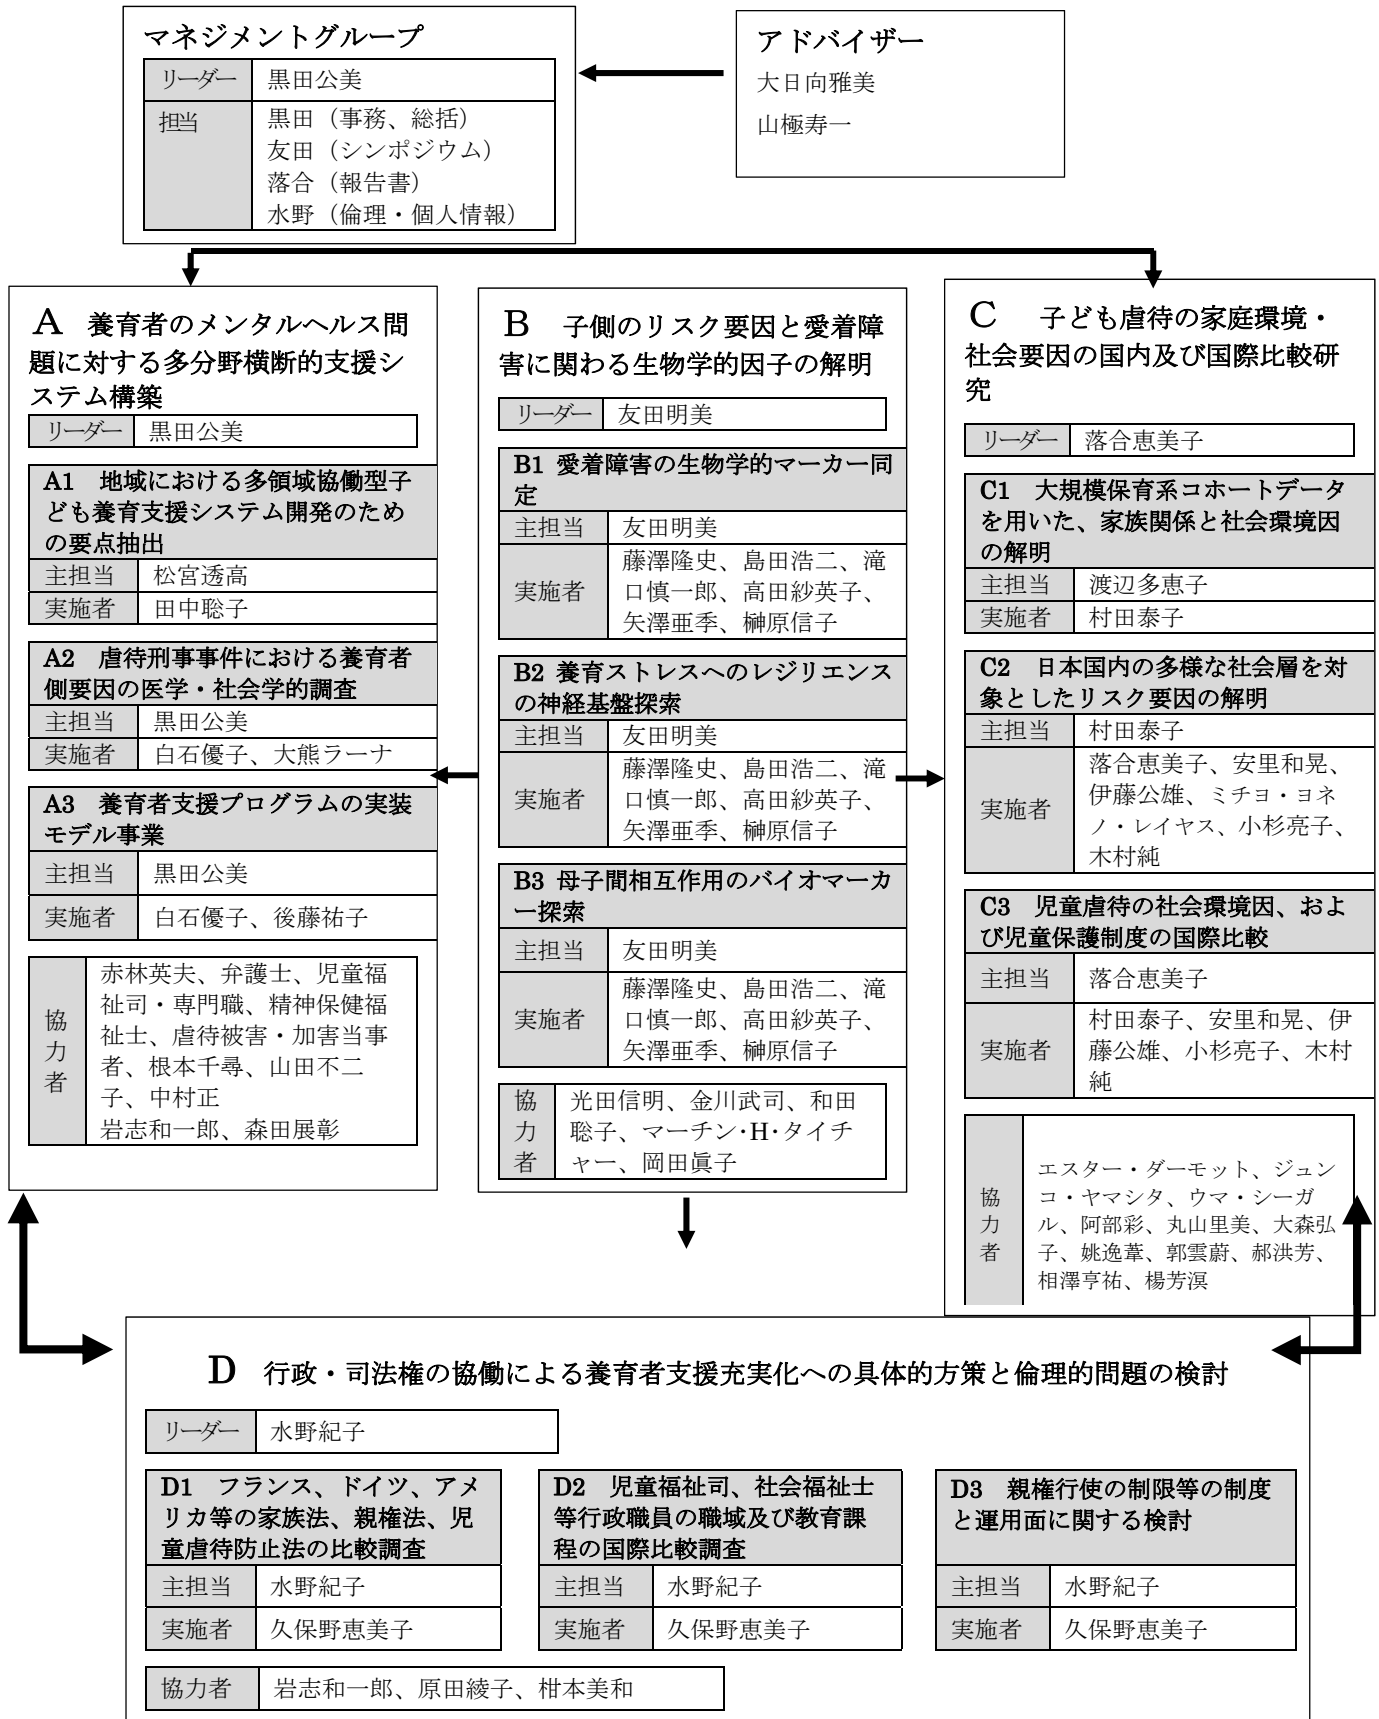 マネジメントグループ
リーダー 黒田公美
担当 黒田（事務、総括）
友田（シンポジウム）
落合（報告書）
水野（倫理・個人情報）
アドバイザー
大日向雅美
山極寿一
A 養育者のメンタルヘルス問
題に対する多分野横断的支援シ
ステム構築
リーダー 黒田公美
A1 地域における多領域協働型子
ども養育支援システム開発のため
の要点抽出
主担当 松宮透高
実施者 田中聡子
A2 虐待刑事事件における養育者
側要因の医学・社会学的調査
主担当 黒田公美
実施者 白石優子、大熊ラーナ
A3 養育者支援プログラムの実装
モデル事業
主担当 黒田公美
実施者 白石優子、後藤祐子
協力者
赤林英夫、弁護士、児童福
祉司・専門職、精神保健福
祉士、虐待被害・加害当事
者、根本千尋、山田不二
子、中村正
岩志和一郎、森田展彰
B 子側のリスク要因と愛着障
害に関わる生物学的因子の解明
リーダー 友田明美
B1 愛着障害の生物学的マーカー同
定
主担当 友田明美
実施者
藤澤隆史、島田浩二、滝
口慎一郎、高田紗英子、
矢澤亜季、榊原信子
B2 養育ストレスへのレジリエンス
の神経基盤探索
主担当 友田明美
実施者
藤澤隆史、島田浩二、滝
口慎一郎、高田紗英子、
矢澤亜季、榊原信子
B3 母子間相互作用のバイオマーカ
ー探索
主担当 友田明美
実施者
藤澤隆史、島田浩二、滝
口慎一郎、高田紗英子、
矢澤亜季、榊原信子
協力者
光田信明、金川武司、和田
聡子、マーチン・H・タイチ
ャー、岡田眞子
C 子ども虐待の家庭環境・
社会要因の国内及び国際比較研
究
リーダー 落合恵美子
C1 大規模保育系コホートデータ
を用いた、家族関係と社会環境因
の解明
主担当 渡辺多恵子
実施者 村田泰子
C2 日本国内の多様な社会層を対
象としたリスク要因の解明
主担当 村田泰子
実施者
落合恵美子、安里和晃、
伊藤公雄、ミチヨ・ヨネ
ノ・レイヤス、小杉亮子、
木村純
C3 児童虐待の社会環境因、およ
び児童保護制度の国際比較
主担当 落合恵美子
実施者
村田泰子、安里和晃、伊
藤公雄、小杉亮子、木村
純
協力者
エスター・ダーモット、ジュン
コ・ヤマシタ、ウマ・シーガ
ル、阿部彩、丸山里美、大森弘
子、姚逸葦、郭雲蔚、郝洪芳、
相澤亨祐、楊芳溟
D 行政・司法権の協働による養育者支援充実化への具体的方策と倫理的問題の検討
リーダー 水野紀子
D1 フランス、ドイツ、アメ
リカ等の家族法、親権法、児
童虐待防止法の比較調査
主担当 水野紀子
実施者 久保野恵美子
D2 児童福祉司、社会福祉士
等行政職員の職域及び教育課
程の国際比較調査
主担当 水野紀子
実施者 久保野恵美子
D3 親権行使の制限等の制度
と運用面に関する検討
主担当 水野紀子
実施者 久保野恵美子
協力者 岩志和一郎、原田綾子、柑本美和